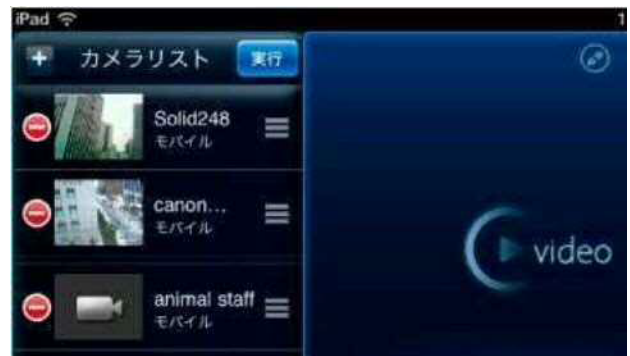 iPad
1
カメラリスト
実行
Solid248
モバイル
canon...
モバイル
animal staff
モバイル
video